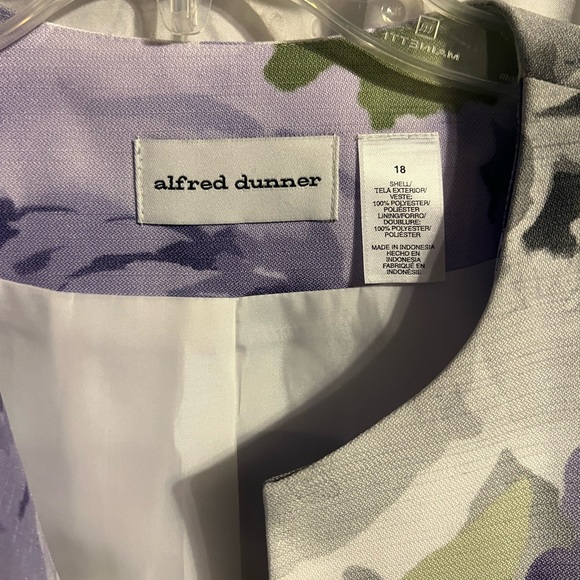 MAINETTI
alfred dunner
18
SHELL/
TELA EXTERIOR/
VESTE:
100% POLYESTER/
POLIÉSTER
LINING/FORRO/
DOUBLURE:
100% POLYESTER/
POLIÉSTER
MADE IN INDONESIA
HECHO EN
INDONESIA
FABRIQUÉ EN
INDONÉSIE